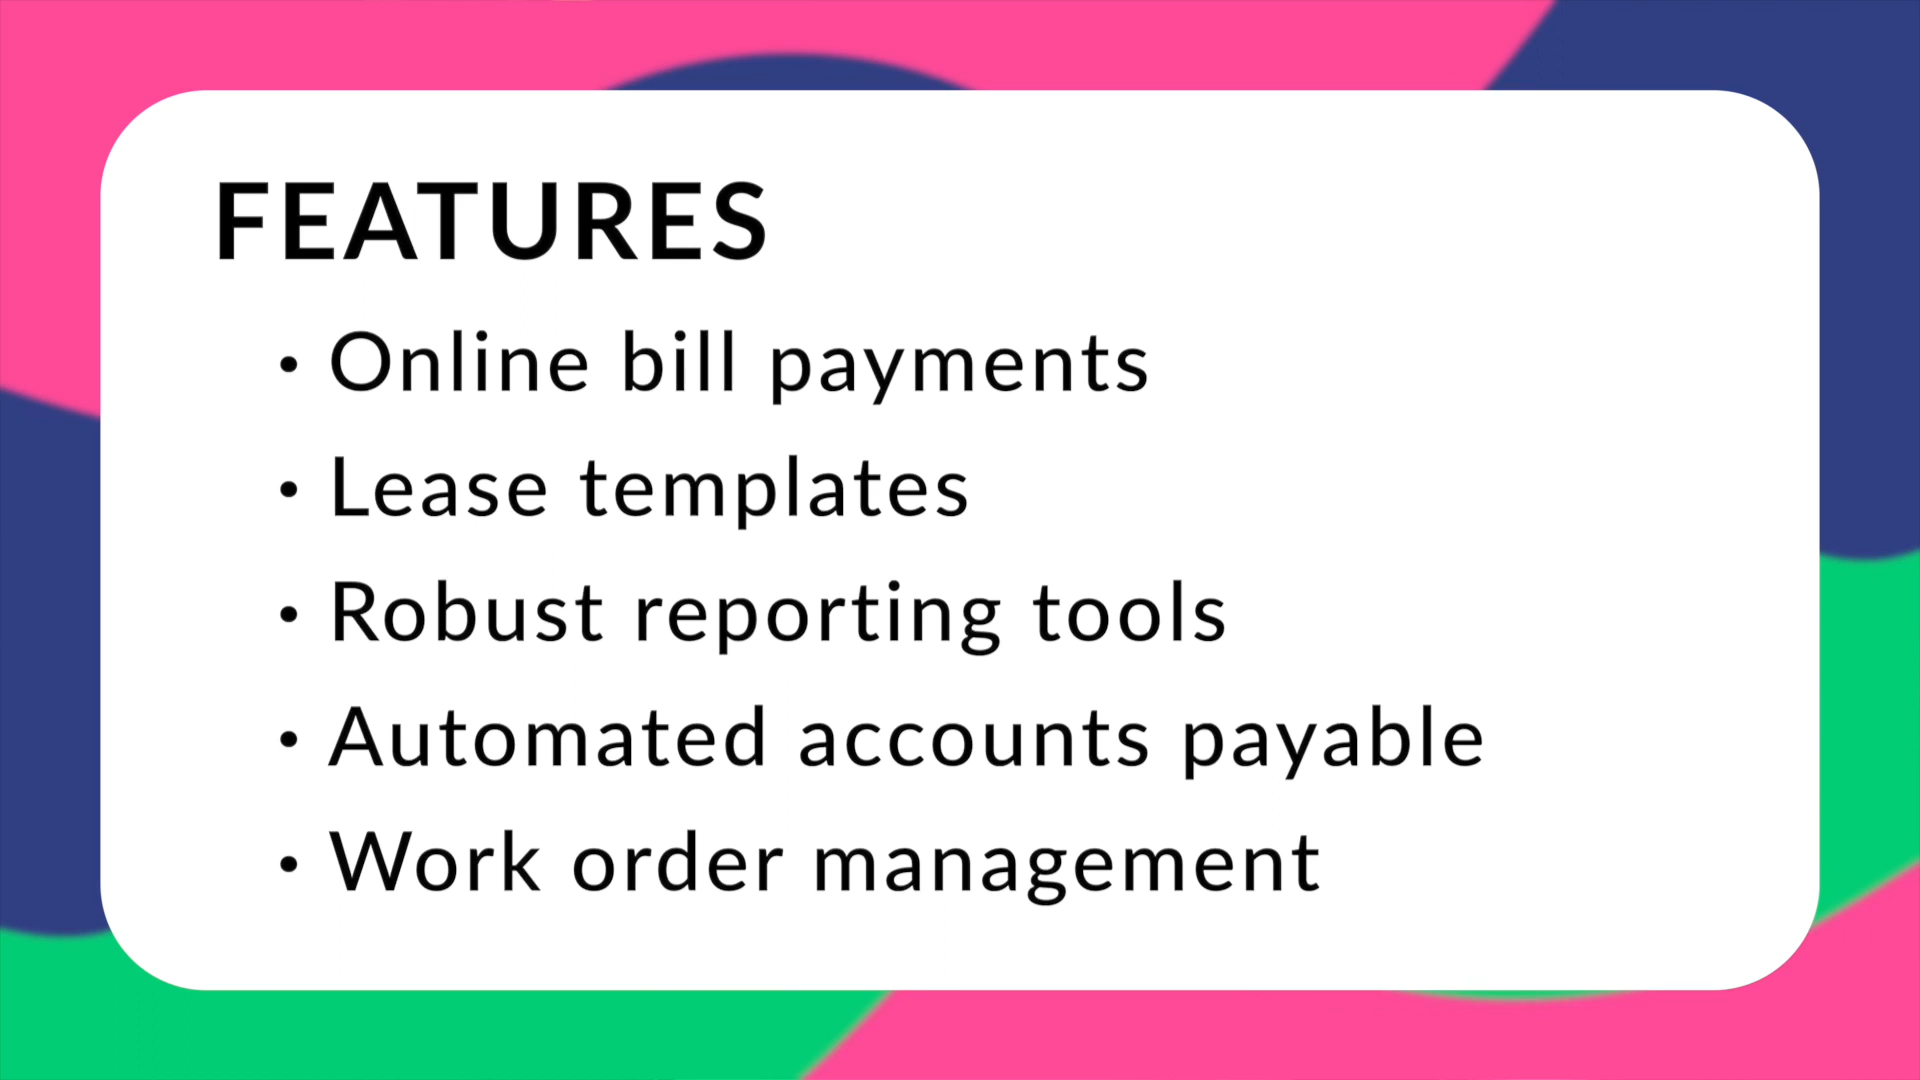 FEATURES
• Online bill payments
• Lease templates
• Robust reporting tools
• Automated accounts payable
• Work order management